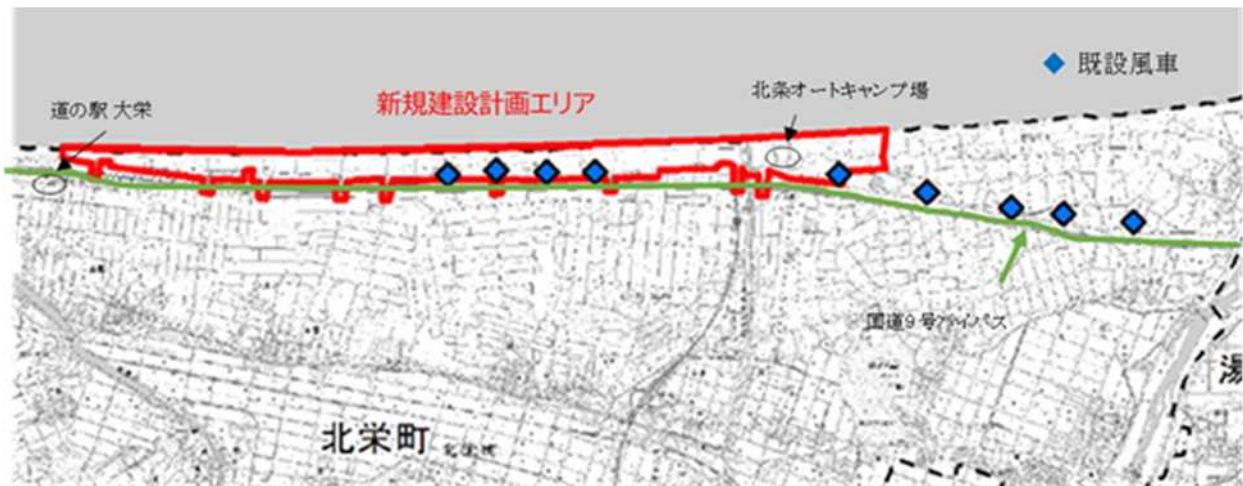 既設風車
北条オートキャンプ場
新規建設計画エリア
道の駅 大栄
国道9号バイパス
湯
北栄町